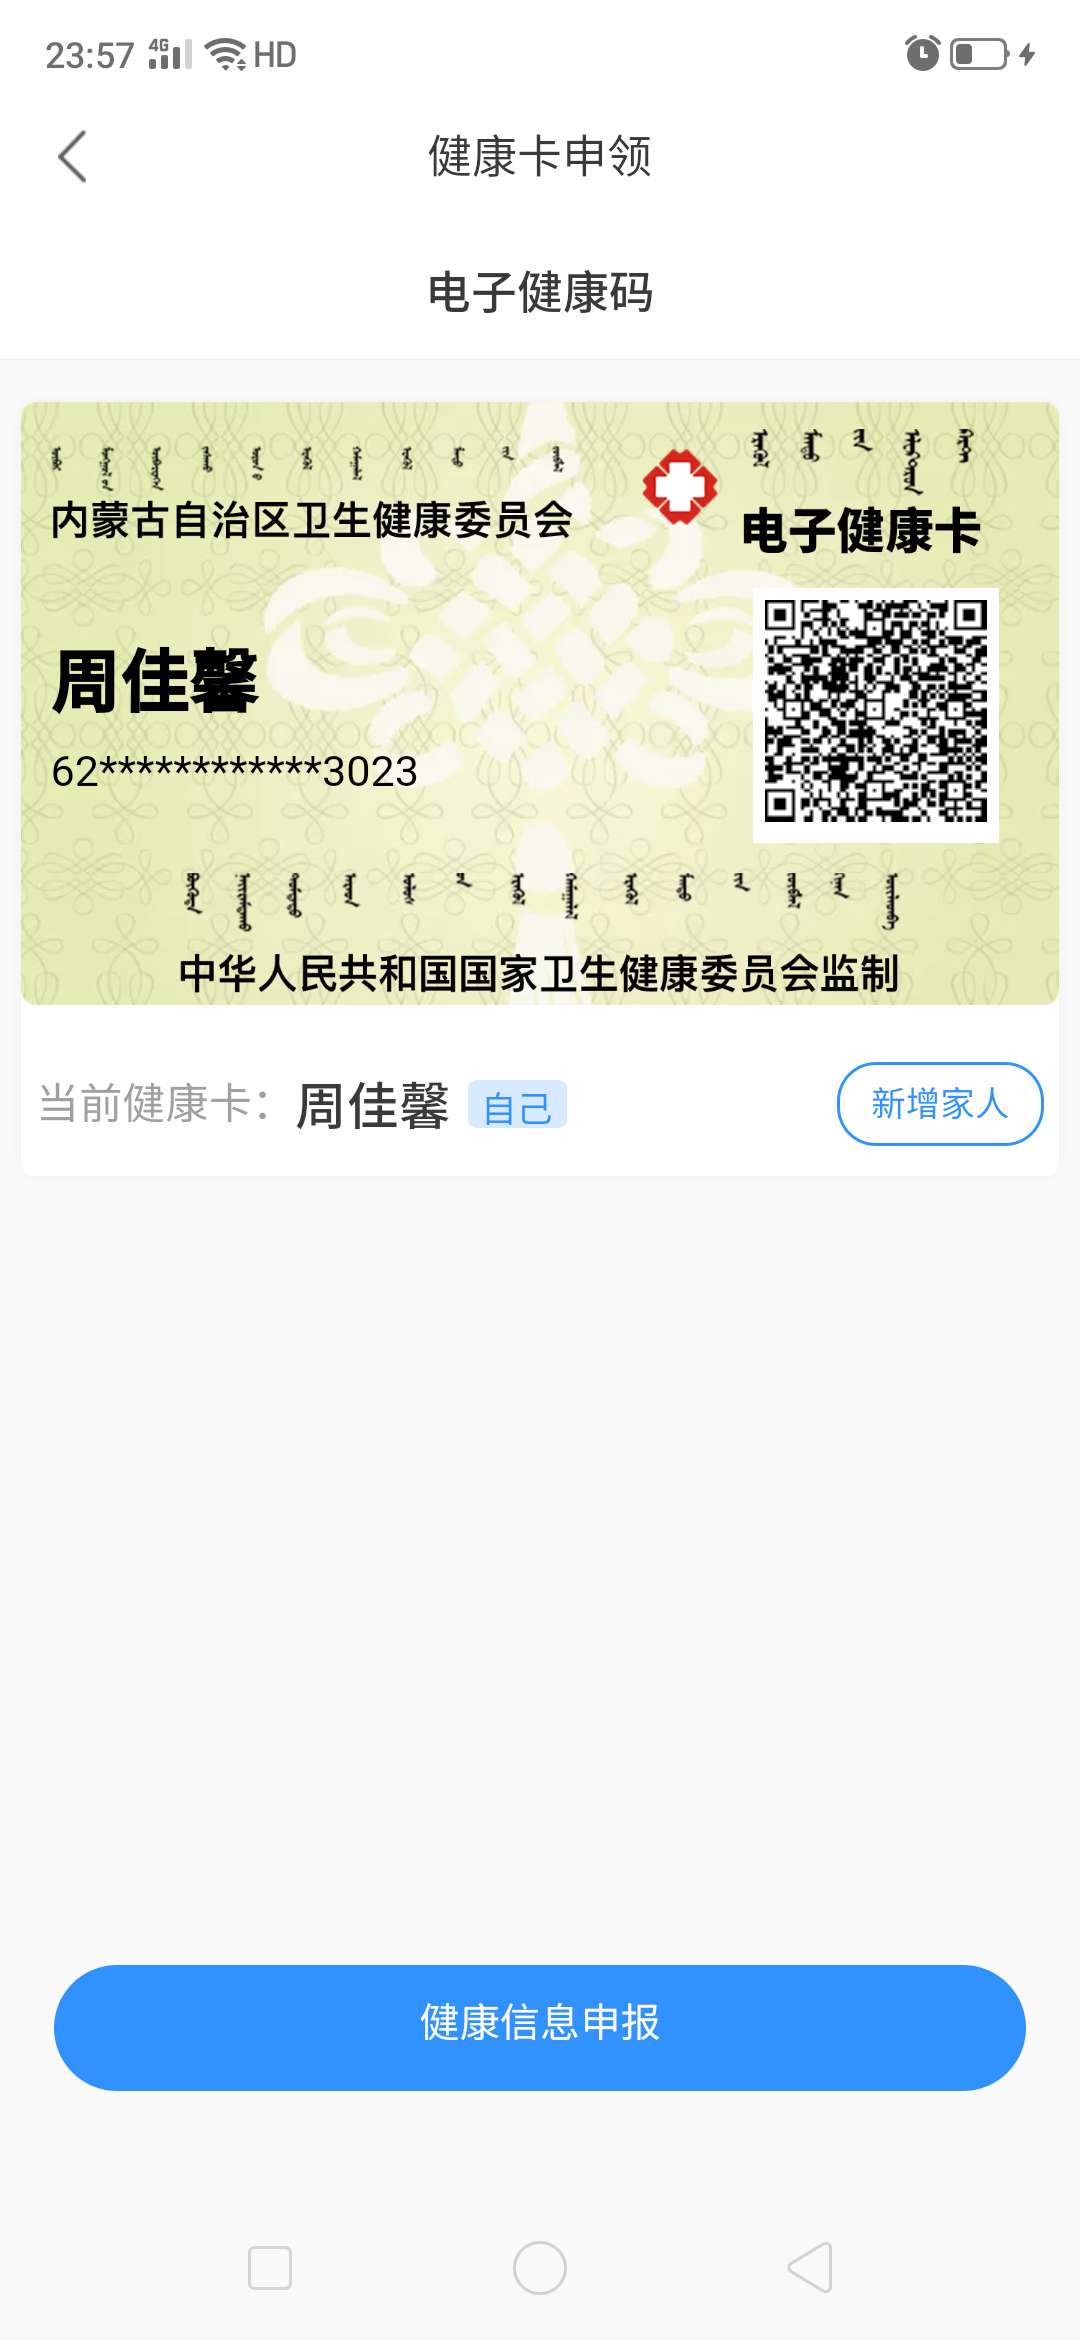 23:57 4G HD
健康卡申领
电子健康码
内蒙古自治区卫生健康委员会
电子健康卡
周佳馨
62************3023
中华人民共和国国家卫生健康委员会监制
当前健康卡：周佳馨 自己 新增家人
健康信息申报